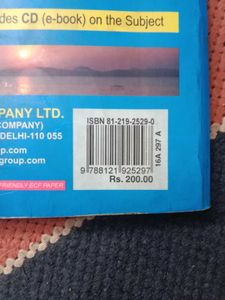 des CD (e-book) on the Subject
PANY LTD.
COMPANY)
DELHI-110 055
p.com
group.com
FRIENDLY ECF PAPER
ISBN 81-219-2529-0
16A 297 A
9 788121 925297
Rs. 200.00